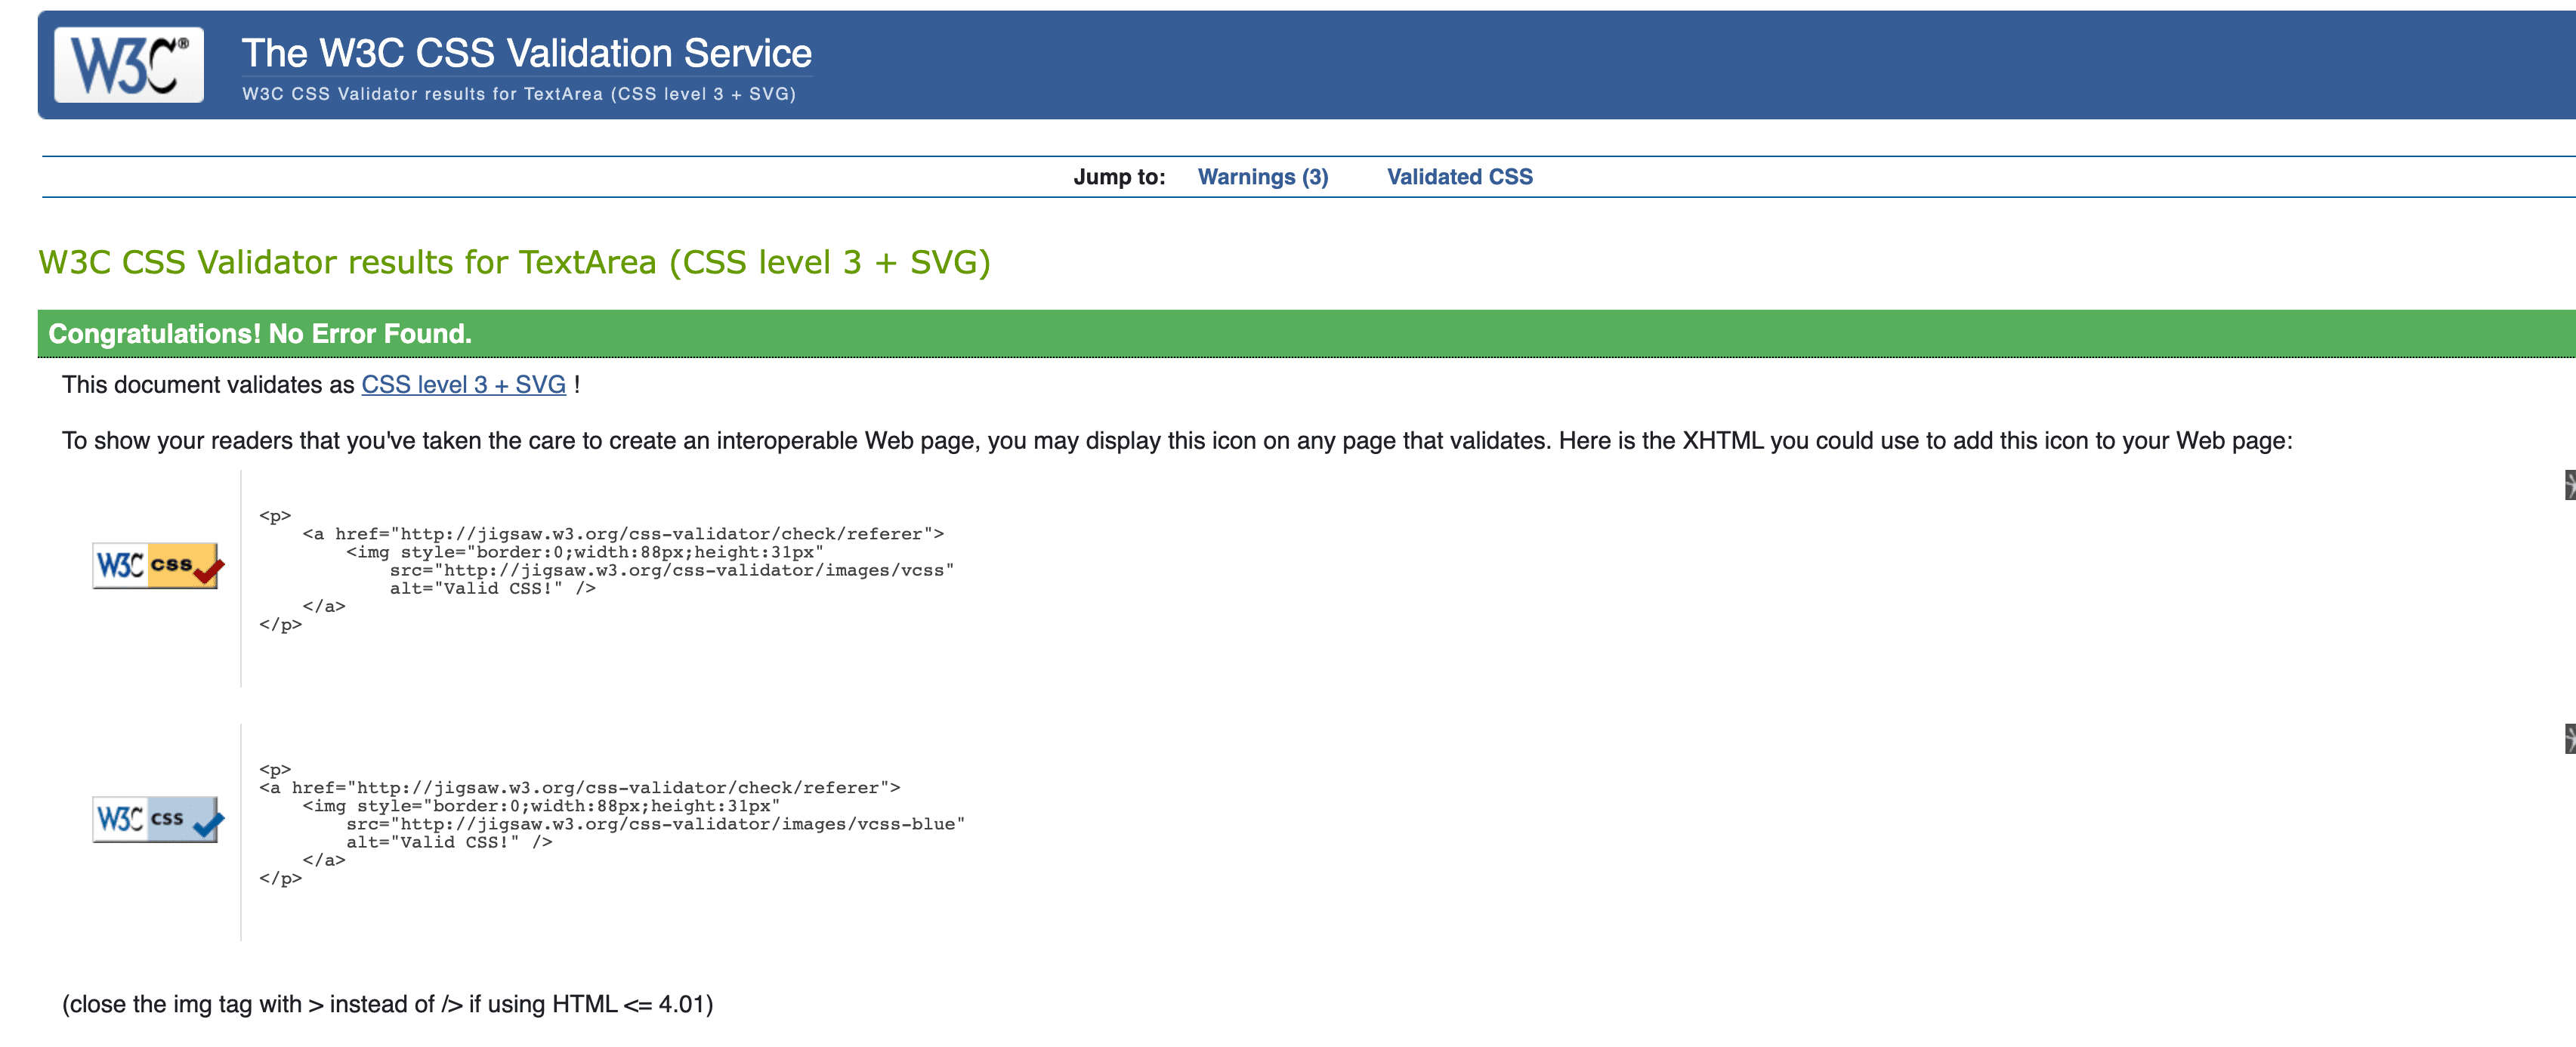 W3C®
The W3C CSS Validation Service
W3C CSS Validator results for TextArea (CSS level 3 + SVG)
Jump to: Warnings (3) Validated CSS
W3C CSS Validator results for TextArea (CSS level 3 + SVG)
Congratulations! No Error Found.
This document validates as CSS level 3 + SVG !
To show your readers that you've taken the care to create an interoperable Web page, you may display this icon on any page that validates. Here is the XHTML you could use to add this icon to your Web page:
W3C css
<p>
    <a href="http://jigsaw.w3.org/css-validator/check/referer">
        <img style="border:0;width:88px;height:31px"
            src="http://jigsaw.w3.org/css-validator/images/vcss"
            alt="Valid CSS!" />
    </a>
</p>
W3C css
<p>
<a href="http://jigsaw.w3.org/css-validator/check/referer">
    <img style="border:0;width:88px;height:31px"
        src="http://jigsaw.w3.org/css-validator/images/vcss-blue"
        alt="Valid CSS!" />
    </a>
</p>
(close the img tag with > instead of /> if using HTML <= 4.01)